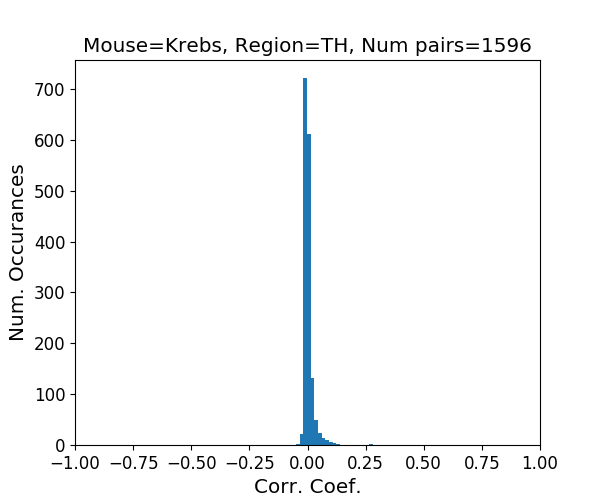 Mouse=Krebs, Region=TH, Num pairs=1596
Num. Occurances
700
600
500
400
300
200
100
0
−1.00 −0.75 −0.50 −0.25 0.00 0.25 0.50 0.75 1.00
Corr. Coef.